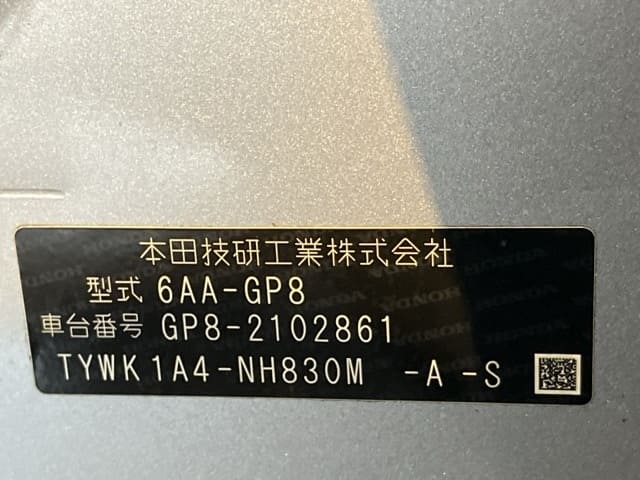 本田技研工業株式会社
型式 6AA-GP8
車台番号 GP8-2102861
TYWK1A4-NH830M -A-S